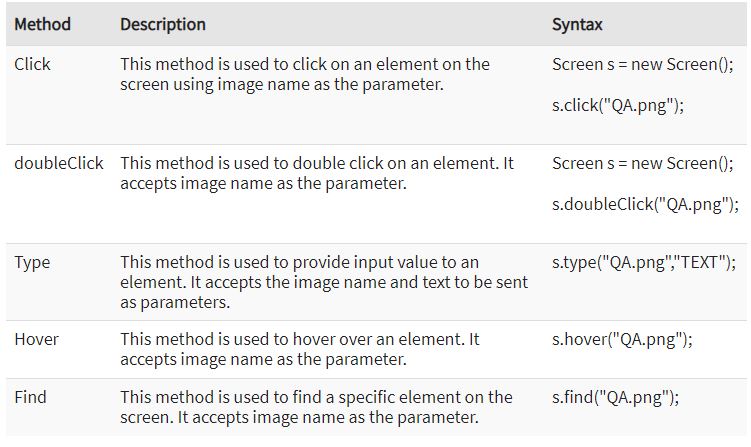 Method Description Syntax
Click This method is used to click on an element on the Screen s = new Screen();
screen using image name as the parameter.
s.click("QA.png");
doubleClick This method is used to double click on an element. It Screen s = new Screen();
accepts image name as the parameter.
s.doubleClick("QA.png");
Type This method is used to provide input value to an s.type("QA.png","TEXT");
element. It accepts the image name and text to be sent
as parameters.
Hover This method is used to hover over an element. It s.hover("QA.png");
accepts image name as the parameter.
Find This method is used to find a specific element on the s.find("QA.png");
screen. It accepts image name as the parameter.